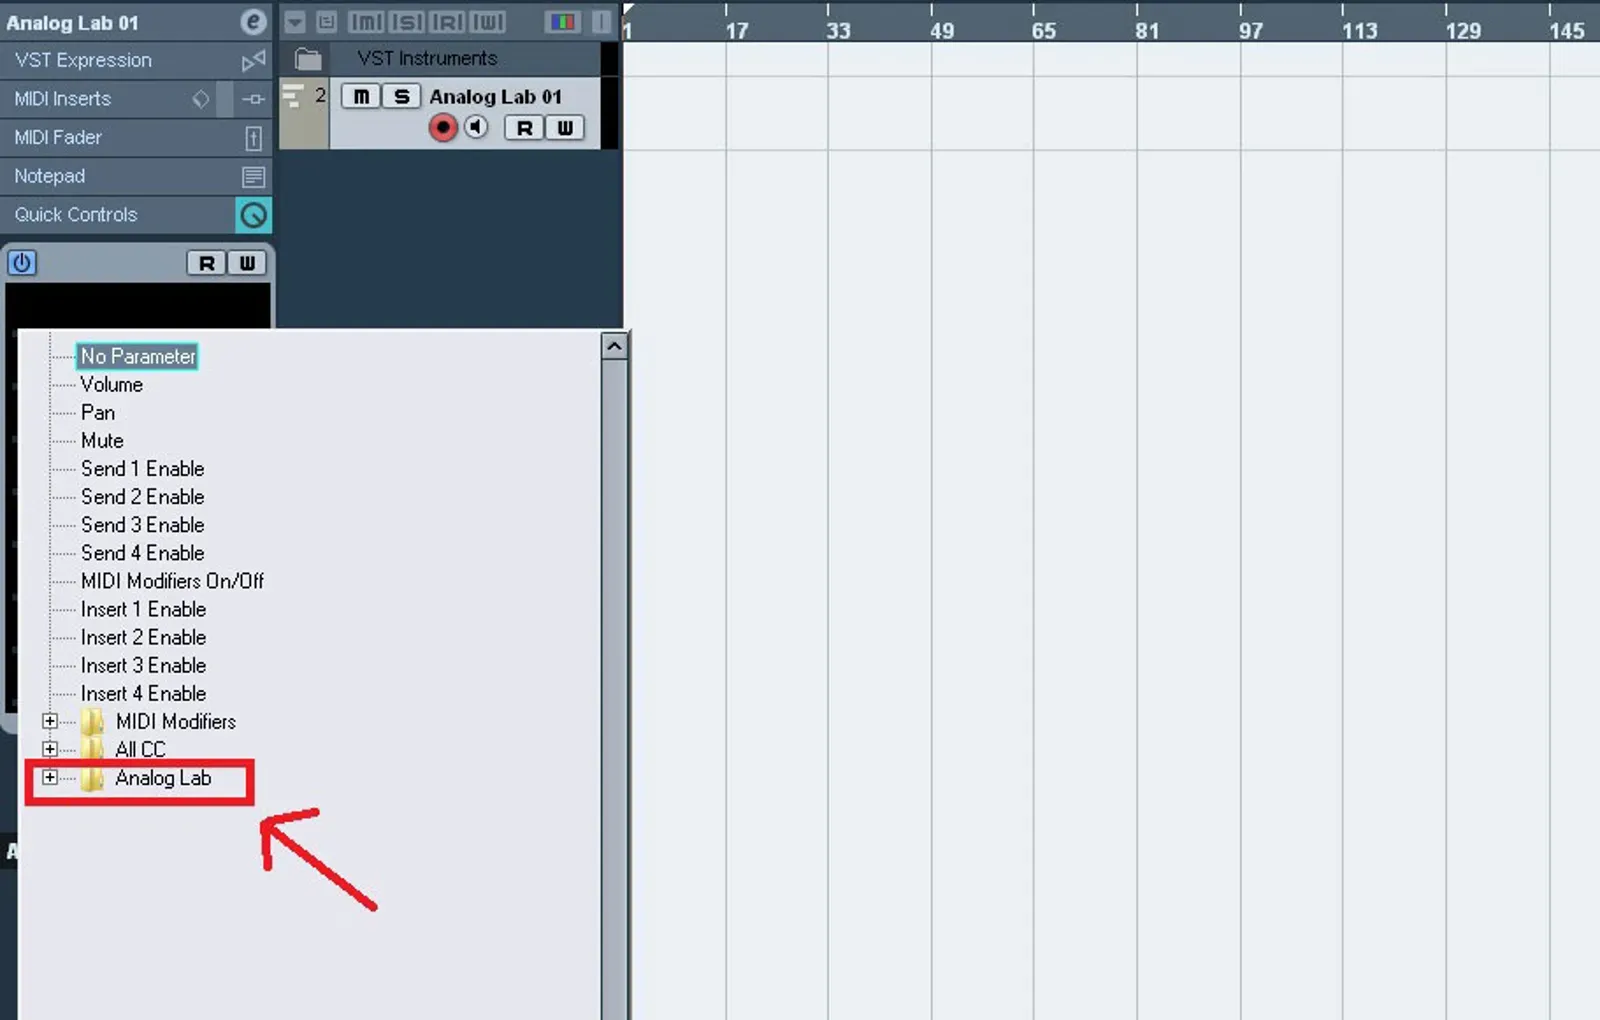 Analog Lab 01
VST Expression
MIDI Inserts
MIDI Fader
Notepad
Quick Controls
R W
M S R W
VST Instruments
2 M S Analog Lab 01
R W
1 17 33 49 65 81 97 113 129 145
No Parameter
Volume
Pan
Mute
Send 1 Enable
Send 2 Enable
Send 3 Enable
Send 4 Enable
MIDI Modifiers On/Off
Insert 1 Enable
Insert 2 Enable
Insert 3 Enable
Insert 4 Enable
MIDI Modifiers
All CC
Analog Lab
A